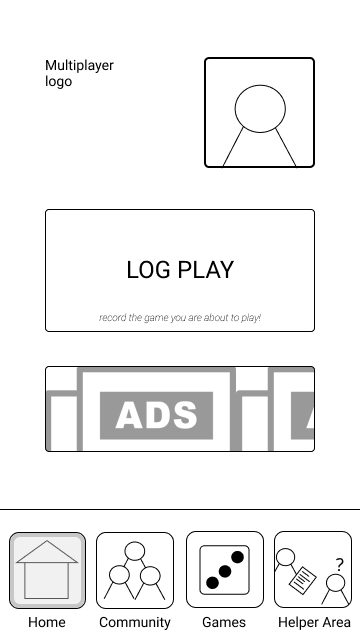 Multiplayer
logo
LOG PLAY
record the game you are about to play!
ADS
?
Home
Community
Games
Helper Area